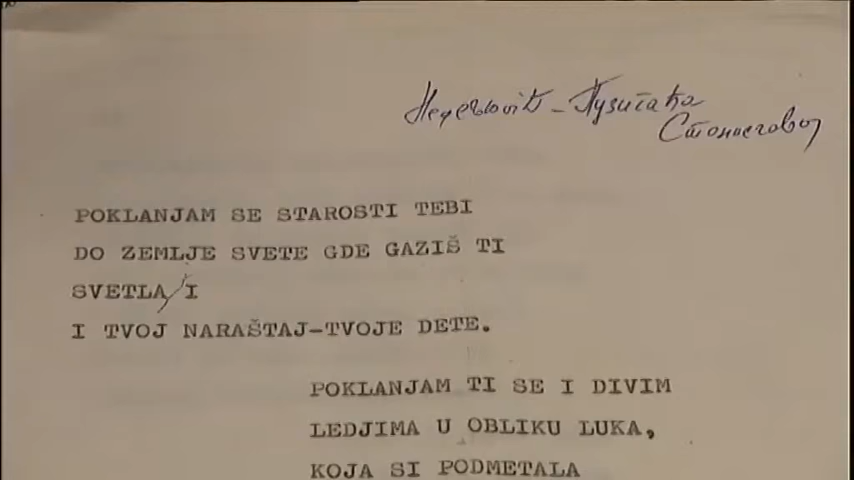 POKLANJAM SE STAROSTI TEBI
DO ZEMLJE SVETE GDE GAZIŠ TI
SVETLA I
I TVOJ NARAŠTAJ-TVOJE DETE.
POKLANJAM TI SE I DIVIM
LEDJIMA U OBLIKU LUKA,
KOJA SI PODMETALA